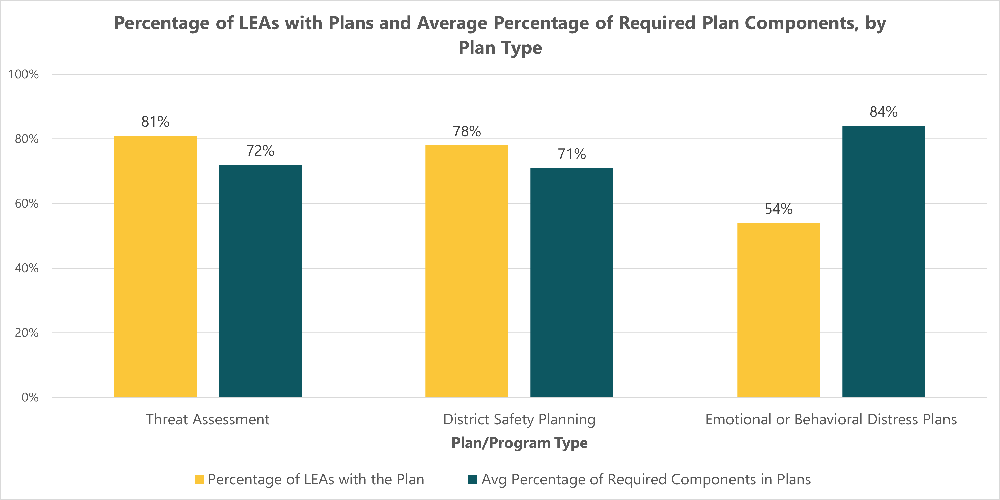 Percentage of LEAs with Plans and Average Percentage of Required Plan Components, by
Plan Type
100%
80%
60%
40%
20%
0%
81%
72%
78%
71%
54%
84%
Threat Assessment
District Safety Planning
Emotional or Behavioral Distress Plans
Plan/Program Type
Percentage of LEAs with the Plan
Avg Percentage of Required Components in Plans